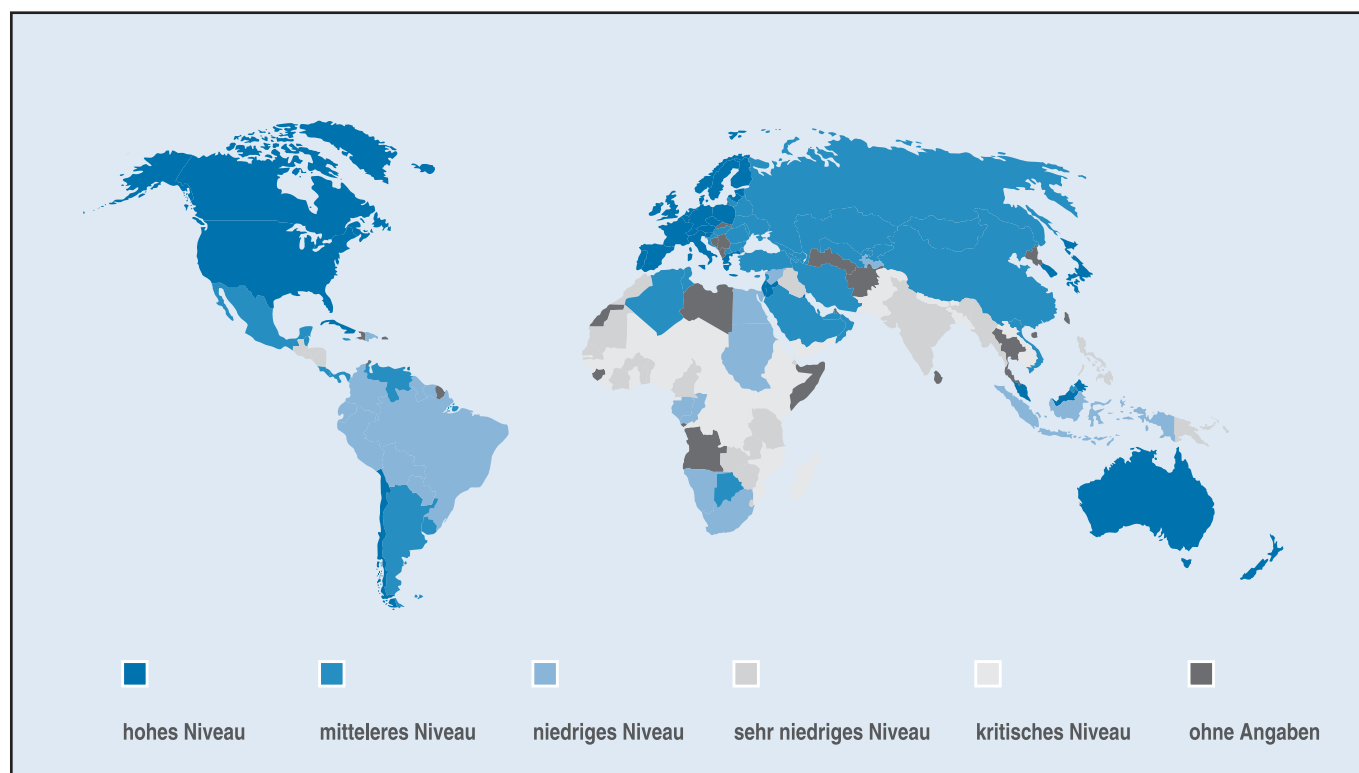 hohes Niveau
mitteleres Niveau
niedriges Niveau
sehr niedriges Niveau
kritisches Niveau
ohne Angaben